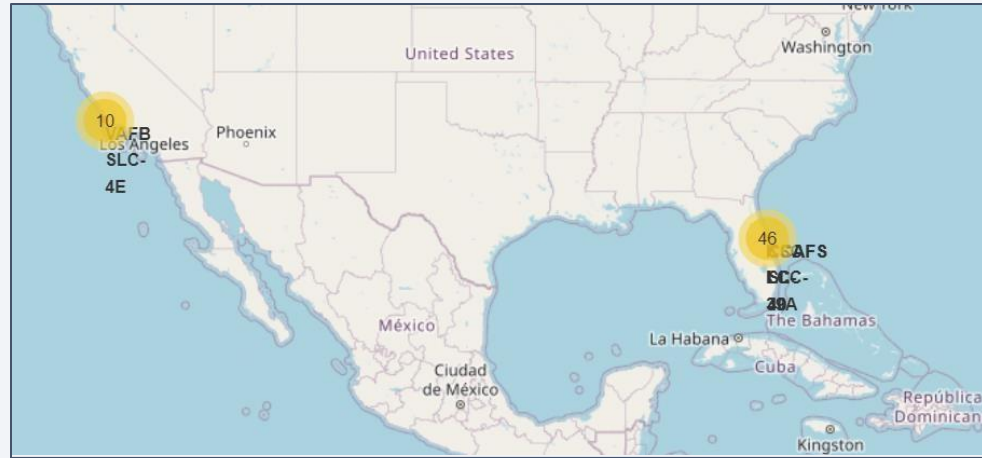 New York
Washington
United States
10
VAFB
Los Angeles
SLC-
4E
Phoenix
46
The Bahamas
México
La Habana
Cuba
Ciudad
de México
República
Dominican
Kingston